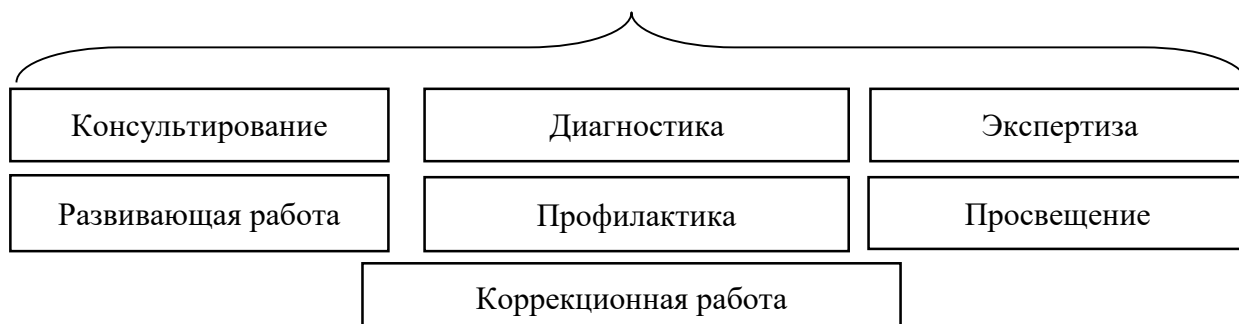 Консультирование
Диагностика
Экспертиза
Развивающая работа
Профилактика
Просвещение
Коррекционная работа